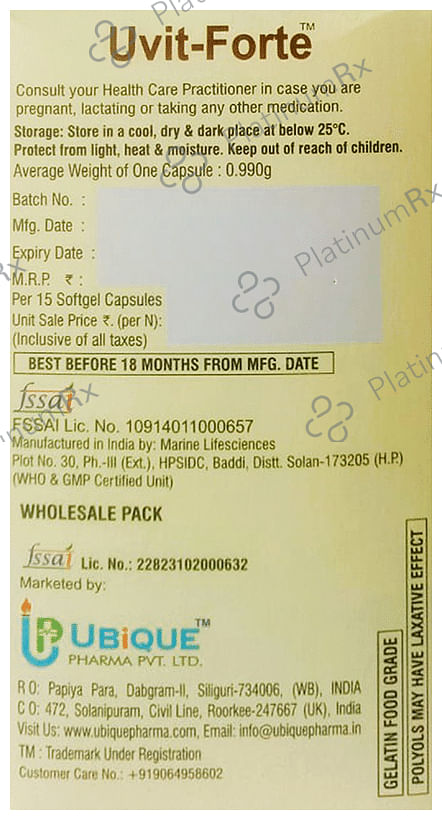 Uvit-Forte™
Consult your Health Care Practitioner in case you are
pregnant, lactating or taking any other medication.
Storage: Store in a cool, dry & dark place at below 25°C.
Protect from light, heat & moisture. Keep out of reach of children.
Average Weight of One Capsule : 0.990g
Batch No. :
Mfg. Date :
Expiry Date :
M.R.P. ₹ :
Per 15 Softgel Capsules
Unit Sale Price ₹. (per N):
(Inclusive of all taxes)
BEST BEFORE 18 MONTHS FROM MFG. DATE
fssai
FSSAI Lic. No. 10914011000657
Manufactured in India by: Marine Lifesciences
Plot No. 30, Ph.-III (Ext.), HPSIDC, Baddi, Distt. Solan-173205 (H.P.)
(WHO & GMP Certified Unit)
WHOLESALE PACK
fssai Lic. No.: 22823102000632
Marketed by:
UP UBiQUE™
PHARMA PVT. LTD.
R O: Papiya Para, Dabgram-II, Siliguri-734006, (WB), INDIA
C O: 472, Solanipuram, Civil Line, Roorkee-247667 (UK), India
Visit Us: www.ubiquepharma.com, Email: info@ubiquepharma.in
TM : Trademark Under Registration
Customer Care No.: +919064958602
GELATIN FOOD GRADE
POLYOLS MAY HAVE LAXATIVE EFFECT
PlatinumRx
PlatinumRx
PlatinumRx
PlatinumRx